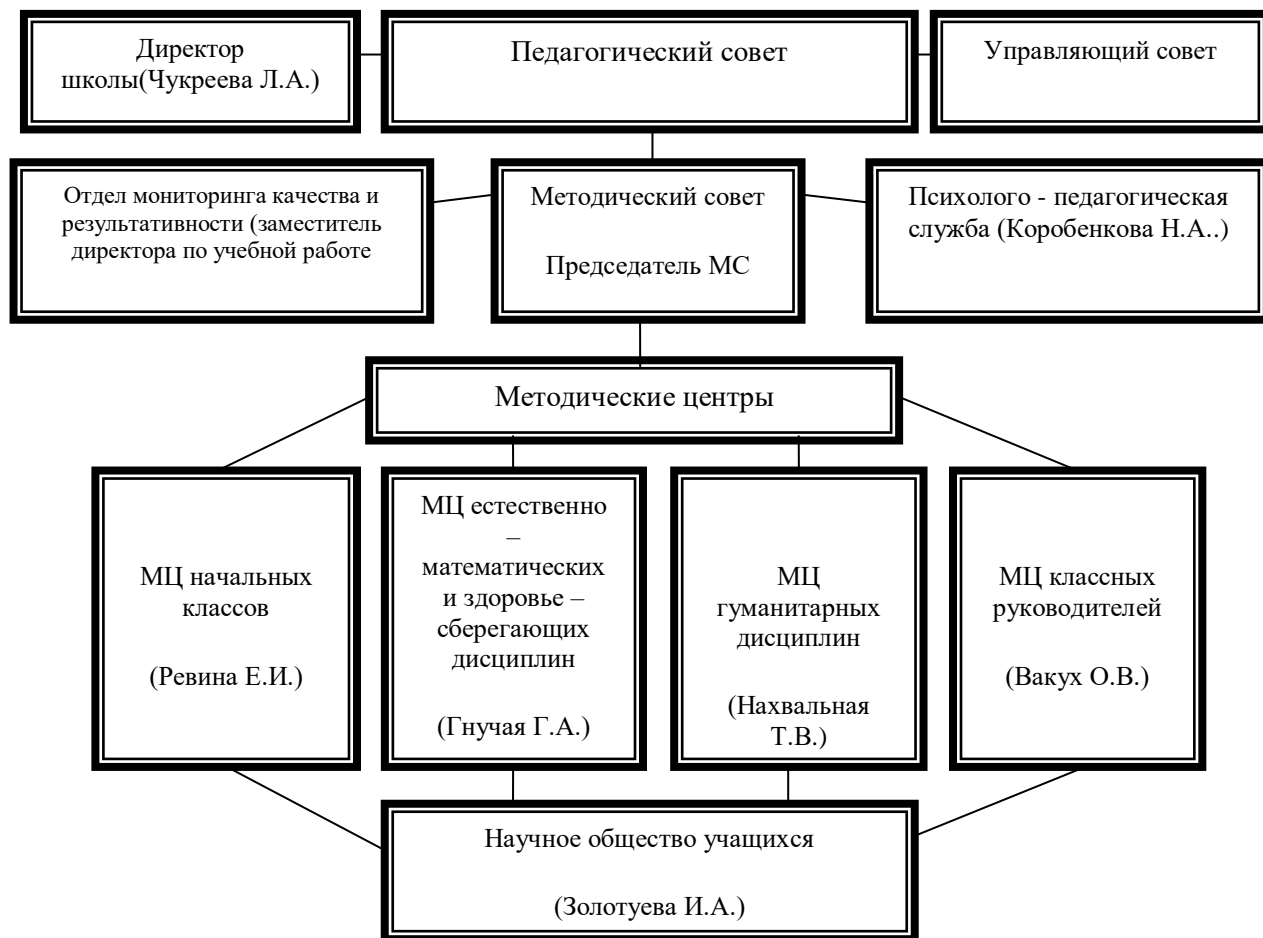 Директор
школы(Чукреева Л.А.)
Педагогический совет
Управляющий совет
Отдел мониторинга качества и
результативности (заместитель
директора по учебной работе
Методический совет
Председатель МС
Психолого - педагогическая
служба (Коробенкова Н.А..)
Методические центры
МЦ начальных
классов
(Ревина Е.И.)
МЦ естественно
–
математических
и здоровье –
сберегающих
дисциплин
(Гнучая Г.А.)
МЦ
гуманитарных
дисциплин
(Нахвальная
Т.В.)
МЦ классных
руководителей
(Вакух О.В.)
Научное общество учащихся
(Золотуева И.А.)